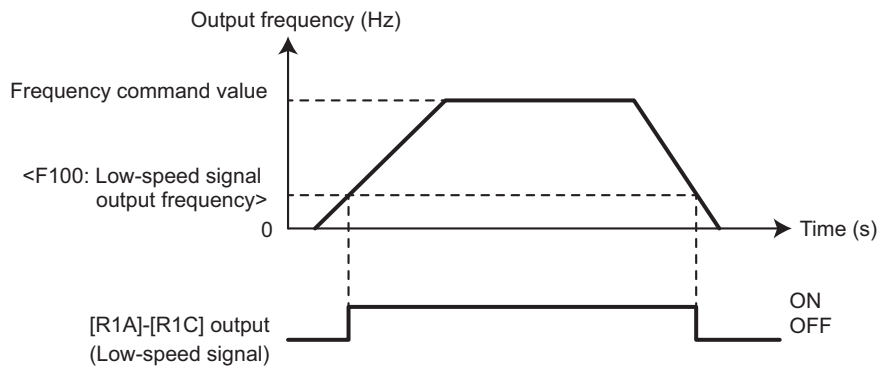 Output frequency (Hz)
Frequency command value
<F100: Low-speed signal
output frequency>
0
Time (s)
[R1A]-[R1C] output
(Low-speed signal)
ON
OFF